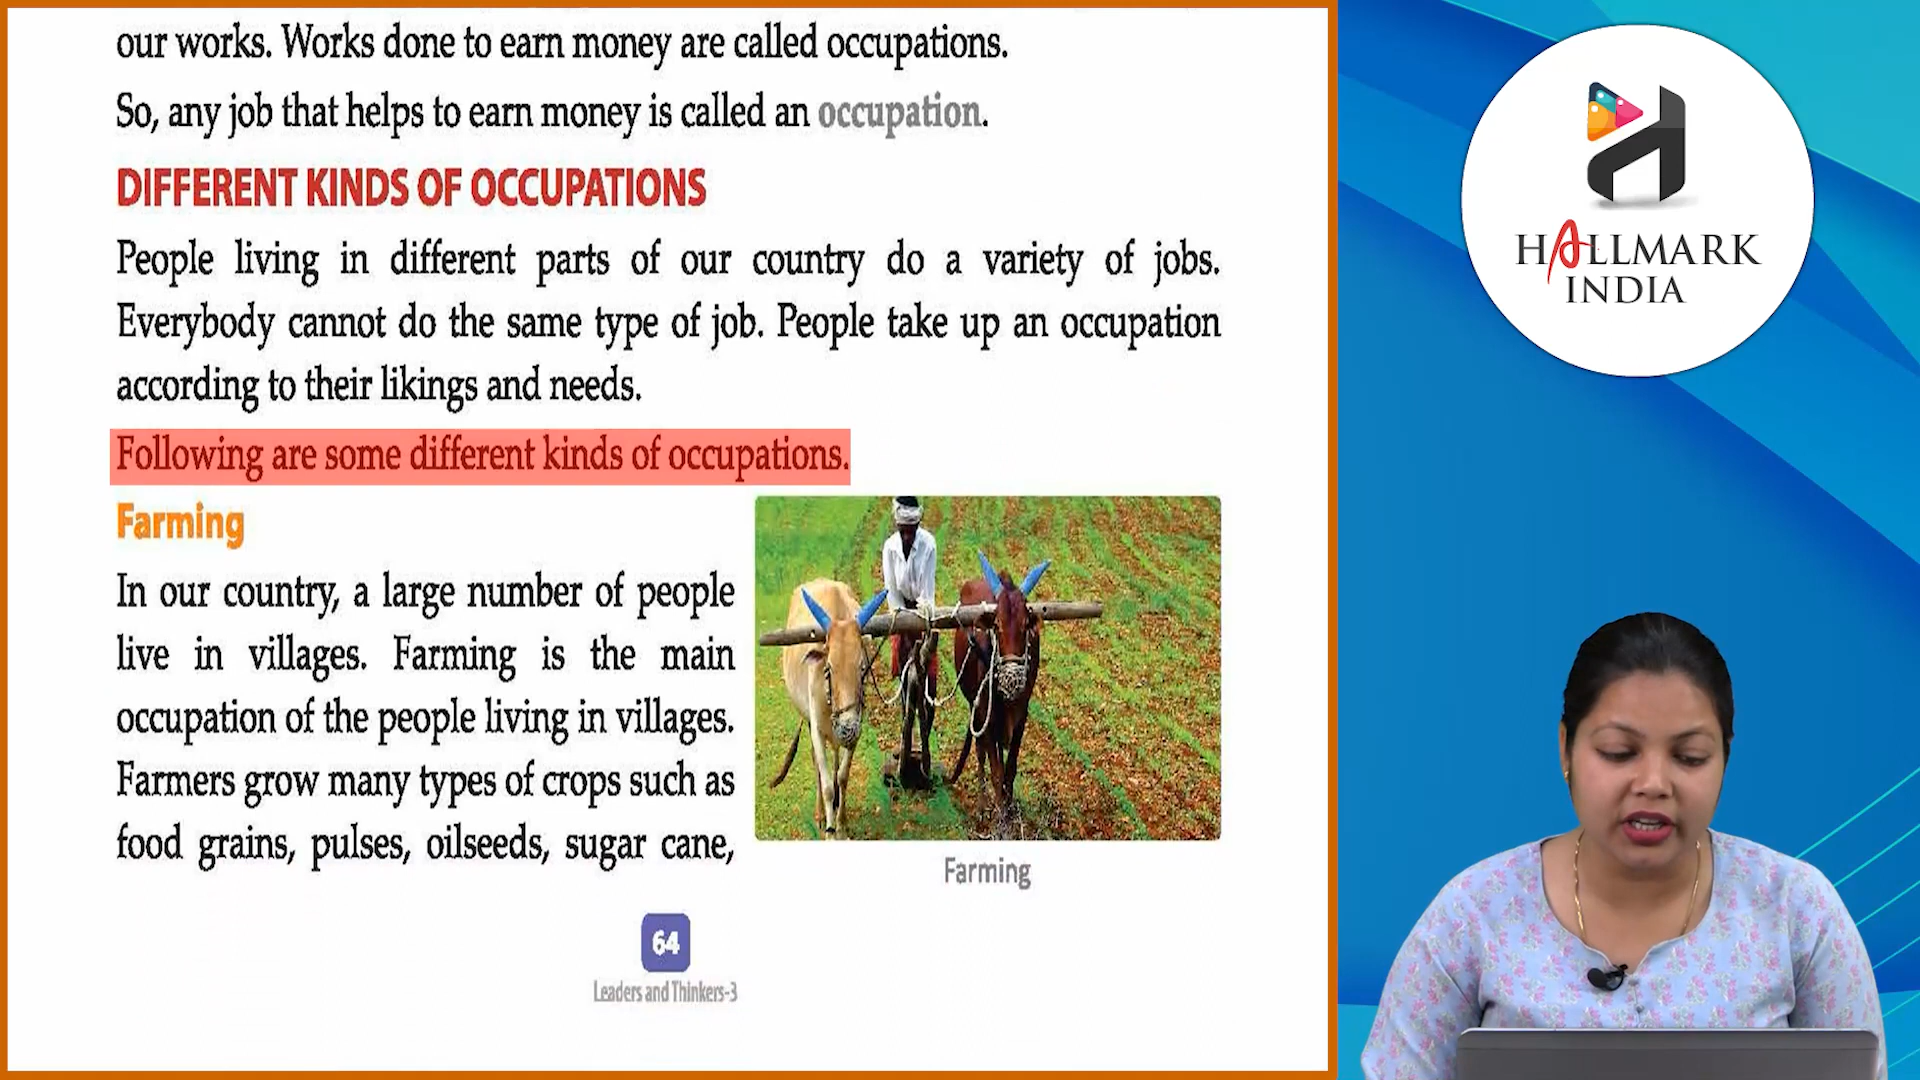 our works. Works done to earn money are called occupations.
So, any job that helps to earn money is called an occupation.
DIFFERENT KINDS OF OCCUPATIONS
People living in different parts of our country do a variety of jobs.
Everybody cannot do the same type of job. People take up an occupation
according to their likings and needs.
Following are some different kinds of occupations.
Farming
In our country, a large number of people
live in villages. Farming is the main
occupation of the people living in villages.
Farmers grow many types of crops such as
food grains, pulses, oilseeds, sugar cane,
Farming
64
Leaders and Thinkers-3
HALLMARK
INDIA